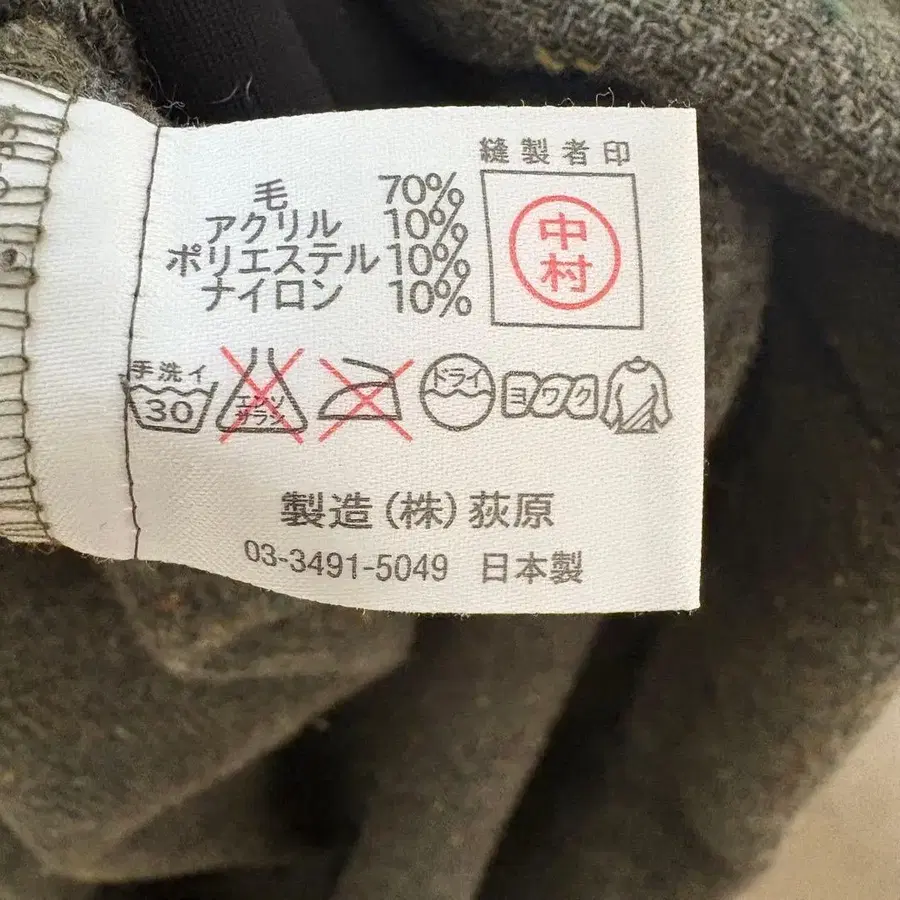 縫製者印
中村
毛 70%
アクリル 10%
ポリエステル 10%
ナイロン 10%
手洗イ
30
エンソ
サラシ
ドライ
ヨワク
製造(株)荻原
03-3491-5049 日本製